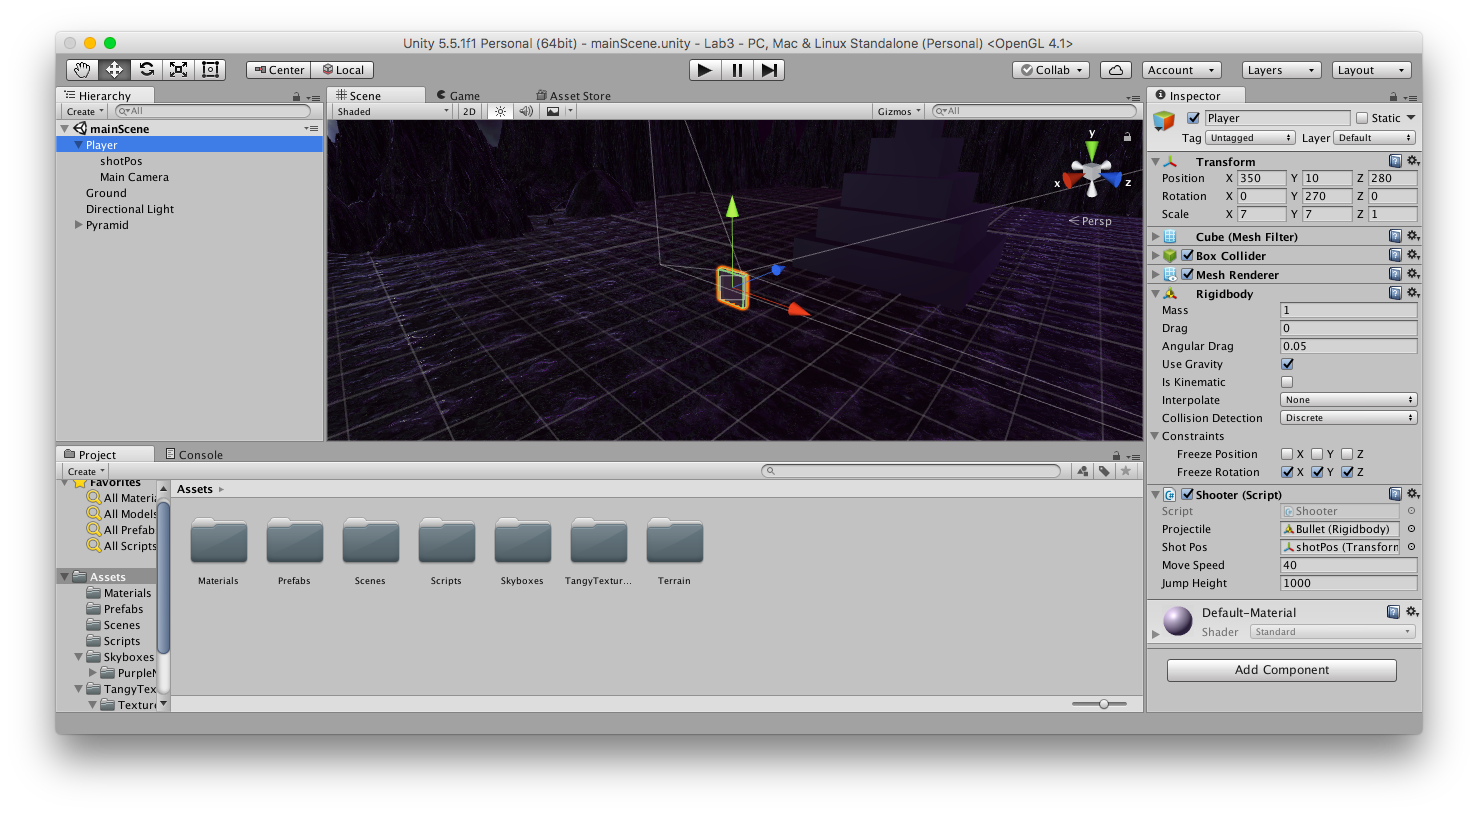 Unity 5.5.1f1 Personal (64bit) - mainScene.unity - Lab3 - PC, Mac & Linux Standalone (Personal) <OpenGL 4.1>
Center Local Collab Account Layers Layout
Hierarchy
Create All
mainScene
Player
shotPos
Main Camera
Ground
Directional Light
Pyramid
Scene Game Asset Store
Shaded 2D Gizmos All
y
x z
Persp
Inspector
Player Static
Tag Untagged Layer Default
Transform
Position X 350 Y 10 Z 280
Rotation X 0 Y 270 Z 0
Scale X 7 Y 7 Z 1
Cube (Mesh Filter)
Box Collider
Mesh Renderer
Rigidbody
Mass 1
Drag 0
Angular Drag 0.05
Use Gravity
Is Kinematic
Interpolate None
Collision Detection Discrete
Constraints
Freeze Position X Y Z
Freeze Rotation X Y Z
Shooter (Script)
Script Shooter
Projectile Bullet (Rigidbody)
Shot Pos shotPos (Transform
Move Speed 40
Jump Height 1000
Default-Material
Shader Standard
Add Component
Project Console
Create
Favorites
All Materia
All Models
All Prefab
All Scripts
Assets
Materials
Prefabs
Scenes
Scripts
Skyboxes
PurpleN
TangyTex
Texture
Assets
Materials Prefabs Scenes Scripts Skyboxes TangyTextur... Terrain